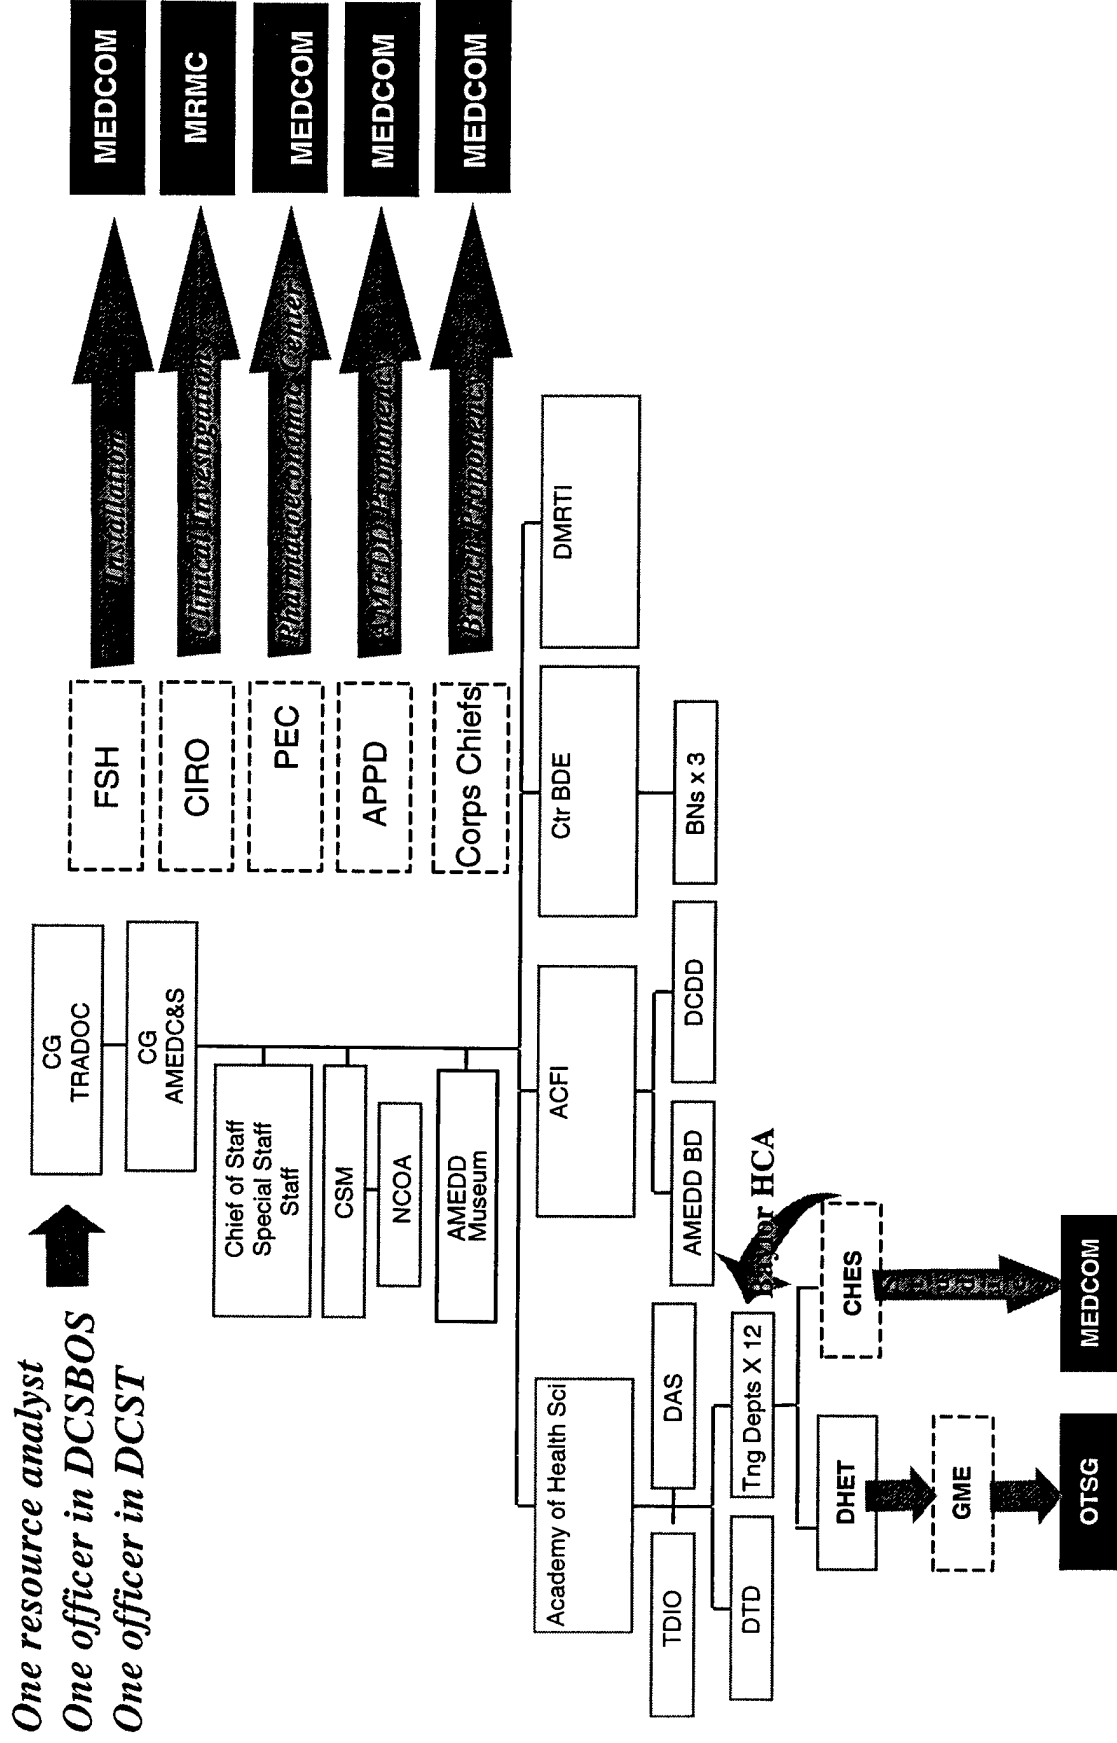 One resource analyst
One officer in DCSBOS
One officer in DCST
CG
TRADOC
CG
AMEDC&S
FSH
Installation
MEDCOM
CIRO
Clinical Investigation
MRMC
PEC
Pharmacoeconomic Center
MEDCOM
APPD
AMEDD Proponency
MEDCOM
Corps Chiefs
Branch Proponency
MEDCOM
Chief of Staff
Special Staff
Staff
CSM
NCOA
AMEDD
Museum
Academy of Health Sci
ACFI
Ctr BDE
DMRTI
TDIO
DAS
AMEDD BD
DCDD
BNs x 3
DTD
Tng Depts X 12
Baylor HCA
DHET
CHES
GME
OTSG
MEDCOM